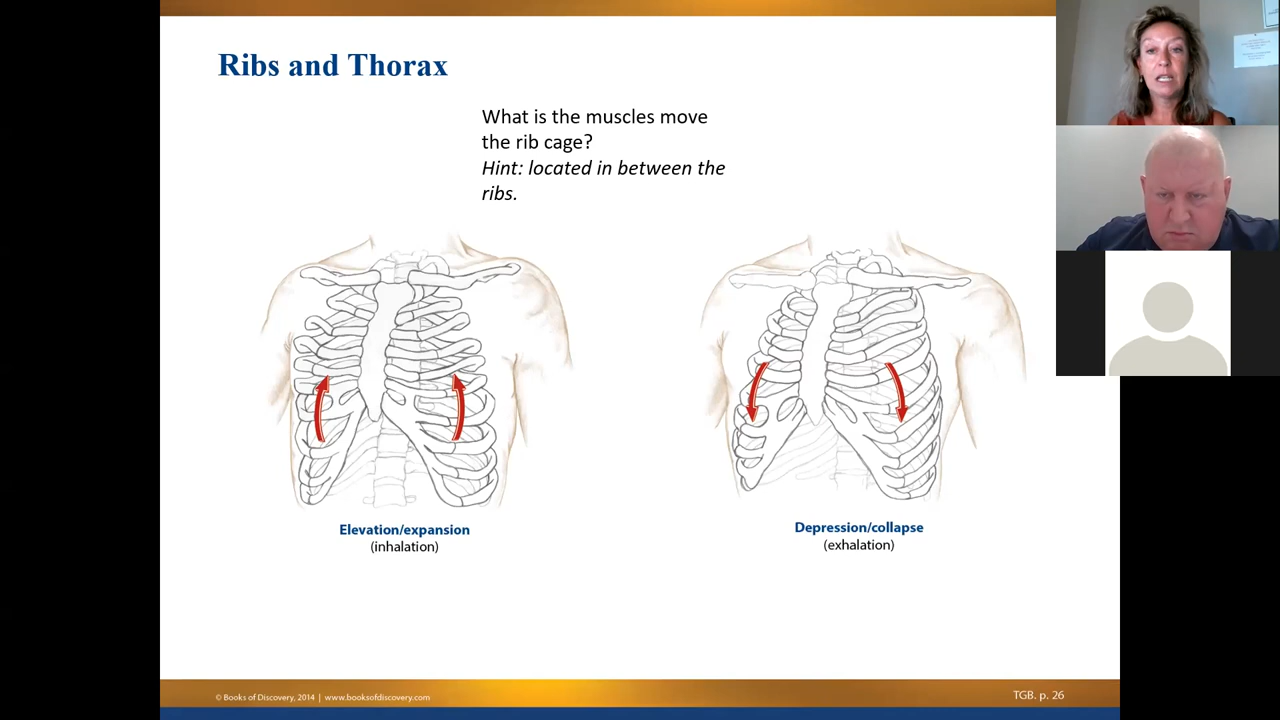 Ribs and Thorax
What is the muscles move
the rib cage?
Hint: located in between the
ribs.
Elevation/expansion
(inhalation)
Depression/collapse
(exhalation)
© Books of Discovery, 2014 | www.booksofdiscovery.com
TGB. p. 26